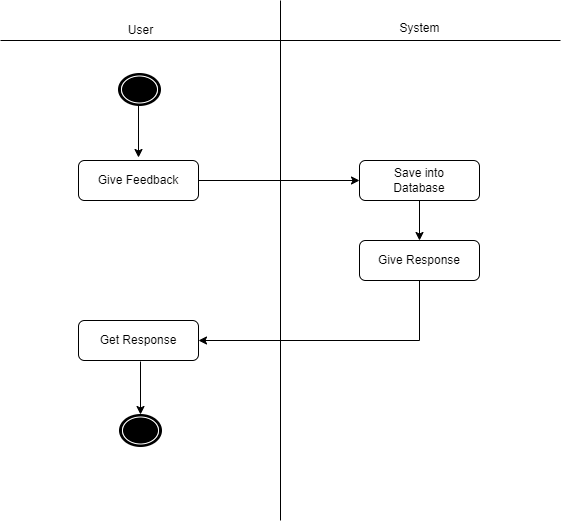 User
System
Give Feedback
Save into
Database
Give Response
Get Response